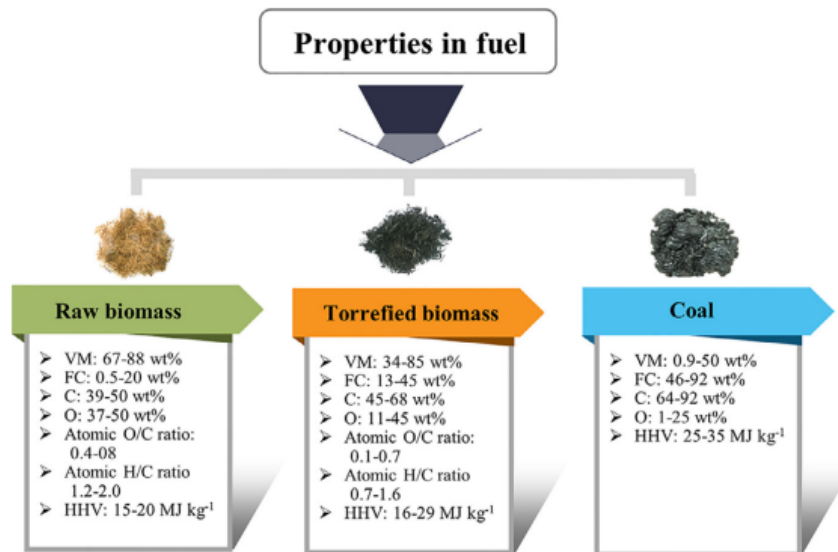 Properties in fuel
Raw biomass
➢ VM: 67-88 wt%
➢ FC: 0.5-20 wt%
➢ C: 39-50 wt%
➢ O: 37-50 wt%
➢ Atomic O/C ratio:
0.4-08
➢ Atomic H/C ratio
1.2-2.0
➢ HHV: 15-20 MJ kg⁻¹
Torrefied biomass
➢ VM: 34-85 wt%
➢ FC: 13-45 wt%
➢ C: 45-68 wt%
➢ O: 11-45 wt%
➢ Atomic O/C ratio:
0.1-0.7
➢ Atomic H/C ratio
0.7-1.6
➢ HHV: 16-29 MJ kg⁻¹
Coal
➢ VM: 0.9-50 wt%
➢ FC: 46-92 wt%
➢ C: 64-92 wt%
➢ O: 1-25 wt%
➢ HHV: 25-35 MJ kg⁻¹